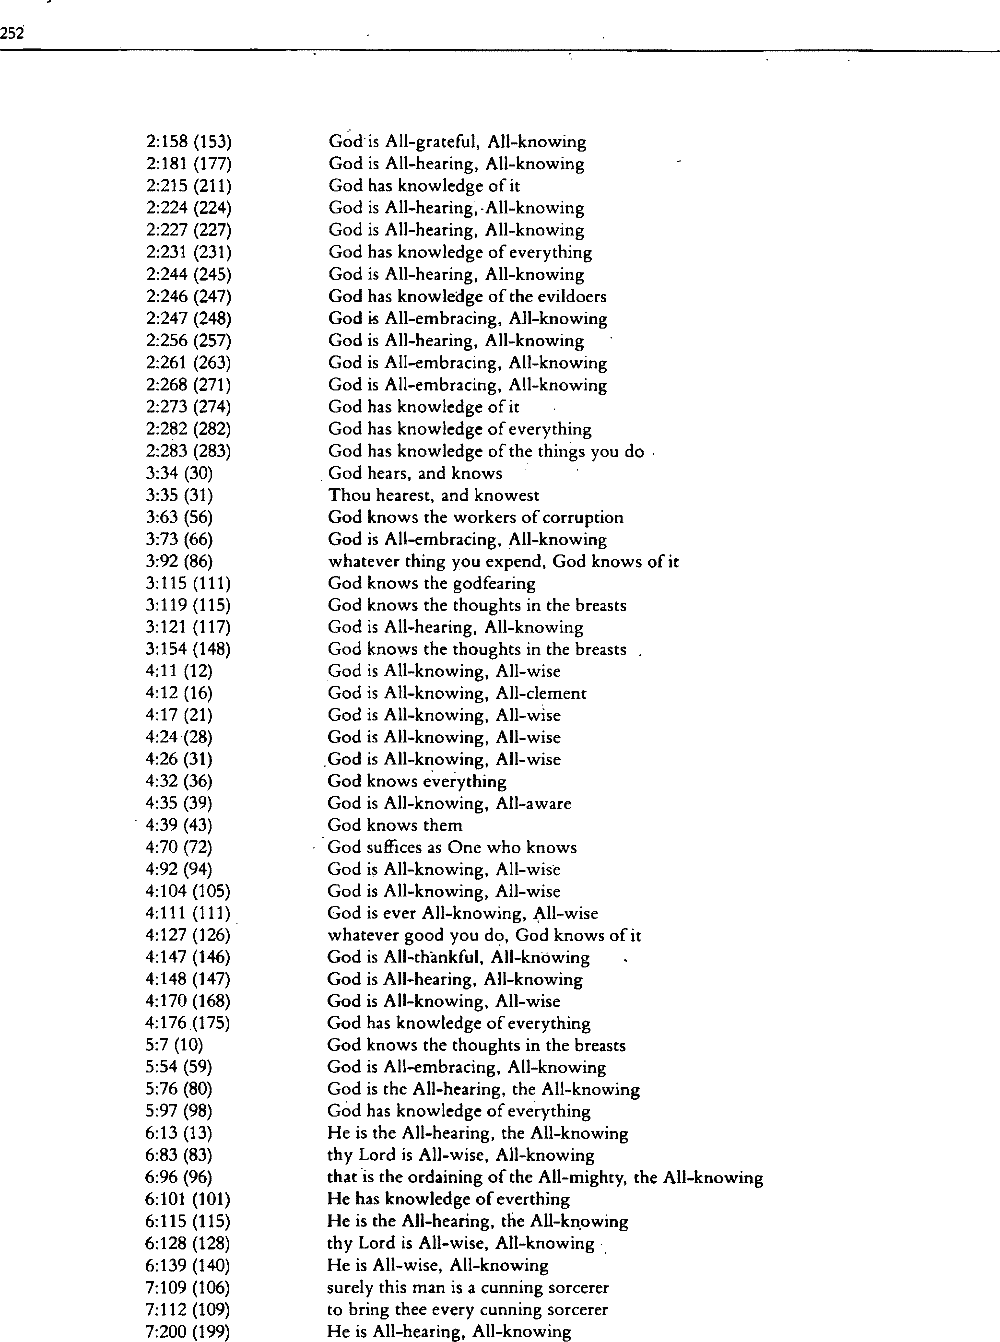 252
2:158 (153) God is All-grateful, All-knowing
2:181 (177) God is All-hearing, All-knowing
2:215 (211) God has knowledge of it
2:224 (224) God is All-hearing, All-knowing
2:227 (227) God is All-hearing, All-knowing
2:231 (231) God has knowledge of everything
2:244 (245) God is All-hearing, All-knowing
2:246 (247) God has knowledge of the evildoers
2:247 (248) God is All-embracing, All-knowing
2:256 (257) God is All-hearing, All-knowing
2:261 (263) God is All-embracing, All-knowing
2:268 (271) God is All-embracing, All-knowing
2:273 (274) God has knowledge of it
2:282 (282) God has knowledge of everything
2:283 (283) God has knowledge of the things you do
3:34 (30) God hears, and knows
3:35 (31) Thou hearest, and knowest
3:63 (56) God knows the workers of corruption
3:73 (66) God is All-embracing, All-knowing
3:92 (86) whatever thing you expend, God knows of it
3:115 (111) God knows the godfearing
3:119 (115) God knows the thoughts in the breasts
3:121 (117) God is All-hearing, All-knowing
3:154 (148) God knows the thoughts in the breasts
4:11 (12) God is All-knowing, All-wise
4:12 (16) God is All-knowing, All-clement
4:17 (21) God is All-knowing, All-wise
4:24 (28) God is All-knowing, All-wise
4:26 (31) God is All-knowing, All-wise
4:32 (36) God knows everything
4:35 (39) God is All-knowing, All-aware
4:39 (43) God knows them
4:70 (72) God suffices as One who knows
4:92 (94) God is All-knowing, All-wise
4:104 (105) God is All-knowing, All-wise
4:111 (111) God is ever All-knowing, All-wise
4:127 (126) whatever good you do, God knows of it
4:147 (146) God is All-thankful, All-knowing
4:148 (147) God is All-hearing, All-knowing
4:170 (168) God is All-knowing, All-wise
4:176 (175) God has knowledge of everything
5:7 (10) God knows the thoughts in the breasts
5:54 (59) God is All-embracing, All-knowing
5:76 (80) God is the All-hearing, the All-knowing
5:97 (98) God has knowledge of everything
6:13 (13) He is the All-hearing, the All-knowing
6:83 (83) thy Lord is All-wise, All-knowing
6:96 (96) that is the ordaining of the All-mighty, the All-knowing
6:101 (101) He has knowledge of everthing
6:115 (115) He is the All-hearing, the All-knowing
6:128 (128) thy Lord is All-wise, All-knowing
6:139 (140) He is All-wise, All-knowing
7:109 (106) surely this man is a cunning sorcerer
7:112 (109) to bring thee every cunning sorcerer
7:200 (199) He is All-hearing, All-knowing